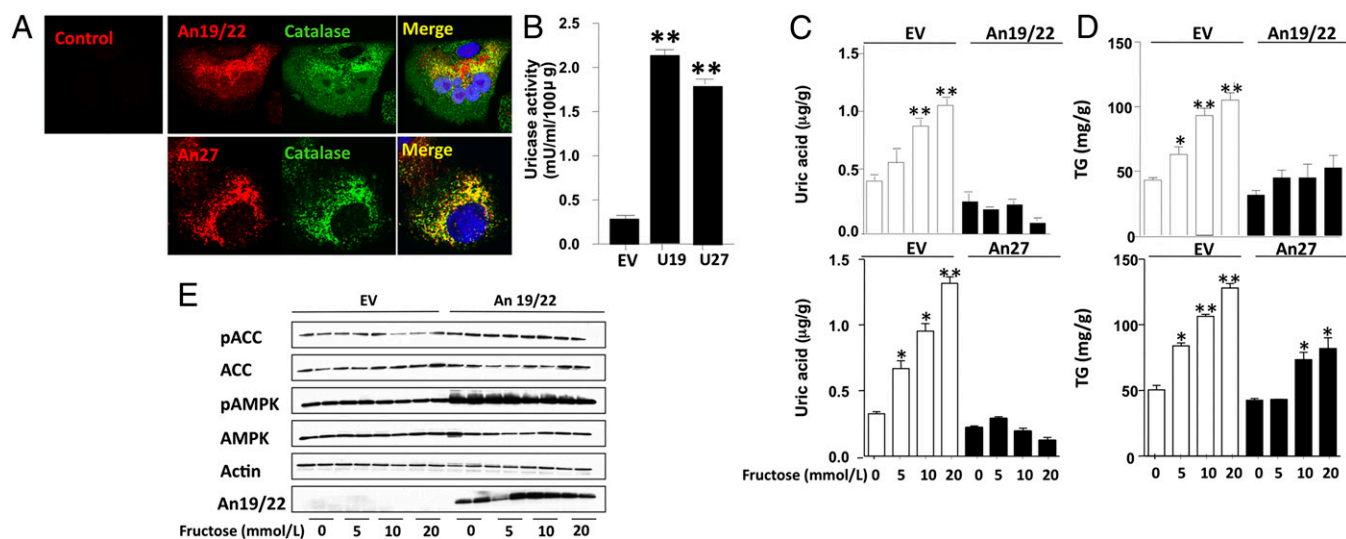 A
Control
An19/22
Catalase
Merge
An27
Catalase
Merge
B
Uricase activity
(mU/ml/100µ g)
2.5
2.0
1.5
1.0
0.5
0.0
**
**
EV U19 U27
C
EV An19/22
Uric acid (µg/g)
1.5
1.0
0.5
0.0
**
**
EV An27
Uric acid (µg/g)
1.5
1.0
0.5
0.0
*
*
**
Fructose (mmol/L) 0 5 10 20 0 5 10 20
D
EV An19/22
TG (mg/g)
150
100
50
0
*
**
**
EV An27
TG (mg/g)
150
100
50
0
*
**
**
*
*
0 5 10 20 0 5 10 20
E
EV An 19/22
pACC
ACC
pAMPK
AMPK
Actin
An19/22
Fructose (mmol/L) 0 5 10 20 0 5 10 20